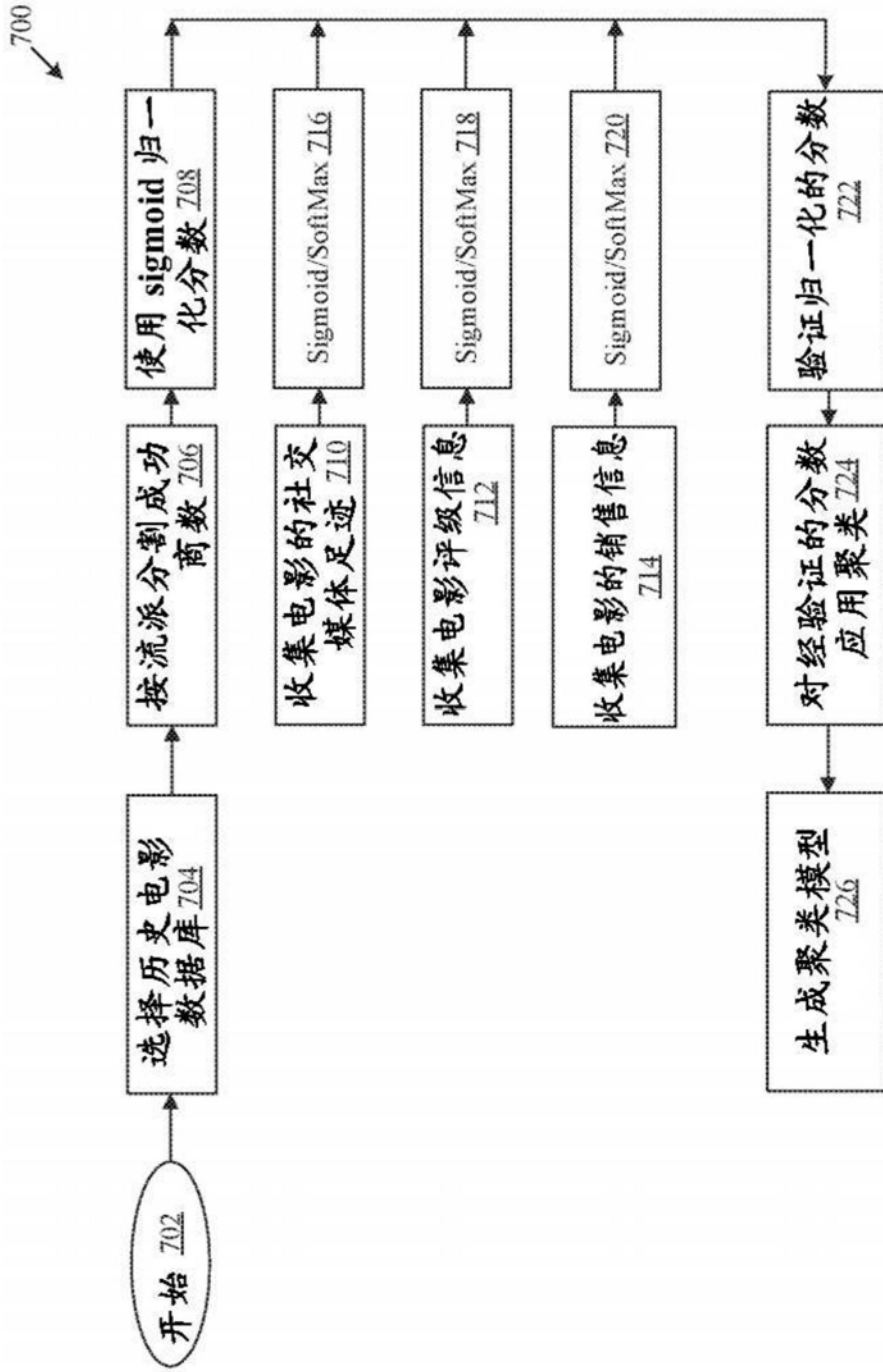 700
开始 702
选择历史电影
数据库 704
按流派分割成功
商数 706
使用 sigmoid 归一
化分数 708
收集电影的社交
媒体足迹 710
Sigmoid/SoftMax 716
收集电影评级信息
712
Sigmoid/SoftMax 718
收集电影的销售信息
714
Sigmoid/SoftMax 720
验证归一化的分数
722
对经验证的分数
应用聚类 724
生成聚类模型
726